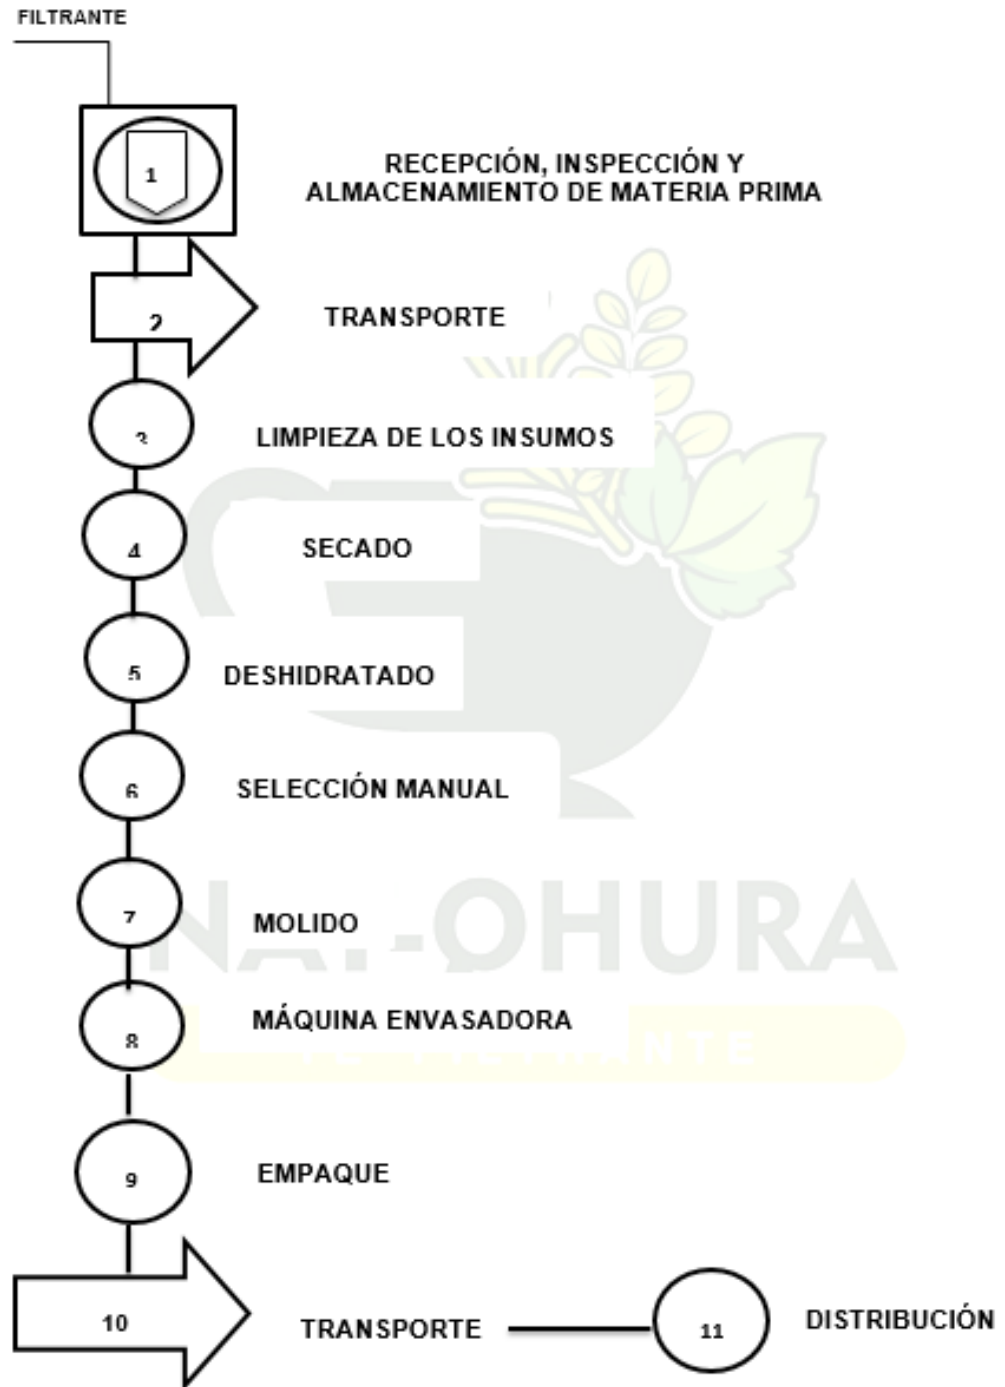 FILTRANTE
1
RECEPCIÓN, INSPECCIÓN Y
ALMACENAMIENTO DE MATERIA PRIMA
2
TRANSPORTE
3
LIMPIEZA DE LOS INSUMOS
4
SECADO
5
DESHIDRATADO
6
SELECCIÓN MANUAL
7
MOLIDO
8
MÁQUINA ENVASADORA
9
EMPAQUE
10
TRANSPORTE
11
DISTRIBUCIÓN